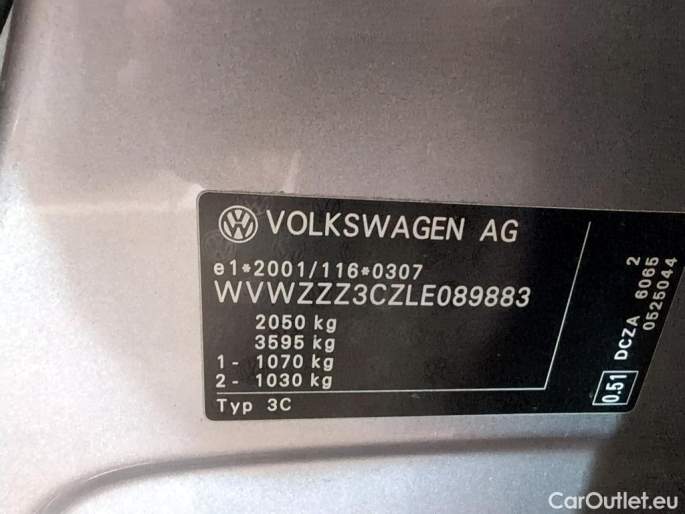 VOLKSWAGEN AG
e1*2001/116*0307
WVWZZZ3CZLE089883
2050 kg
3595 kg
1- 1070 kg
2- 1030 kg
Typ 3C
0.51 DCZA 6065 2
0525044
CarOutlet.eu